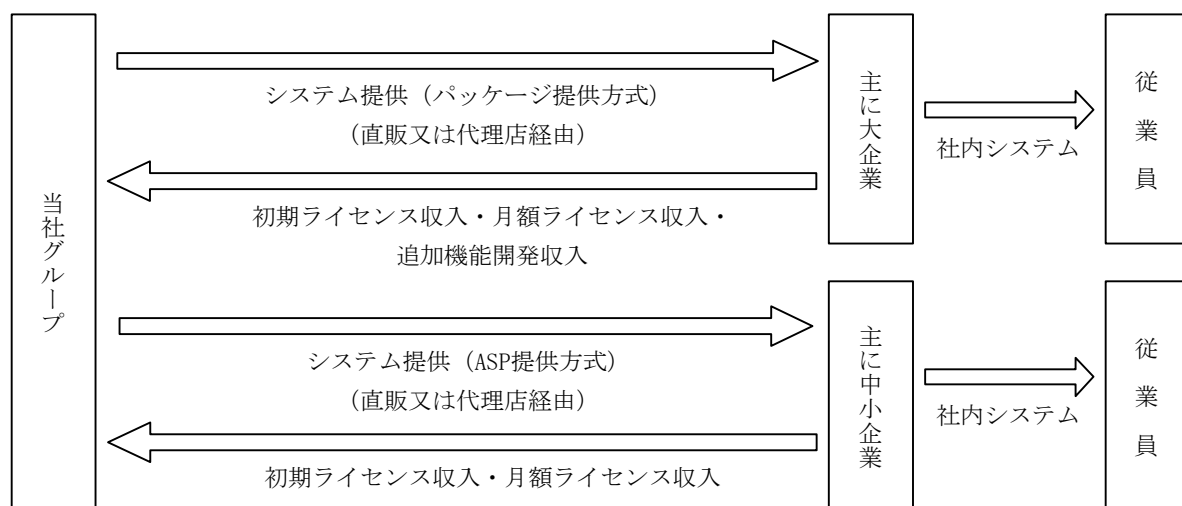 当社グループ
システム提供（パッケージ提供方式）
（直販又は代理店経由）
初期ライセンス収入・月額ライセンス収入・
追加機能開発収入
主に大企業
社内システム
従業員
システム提供（ASP提供方式）
（直販又は代理店経由）
初期ライセンス収入・月額ライセンス収入
主に中小企業
社内システム
従業員